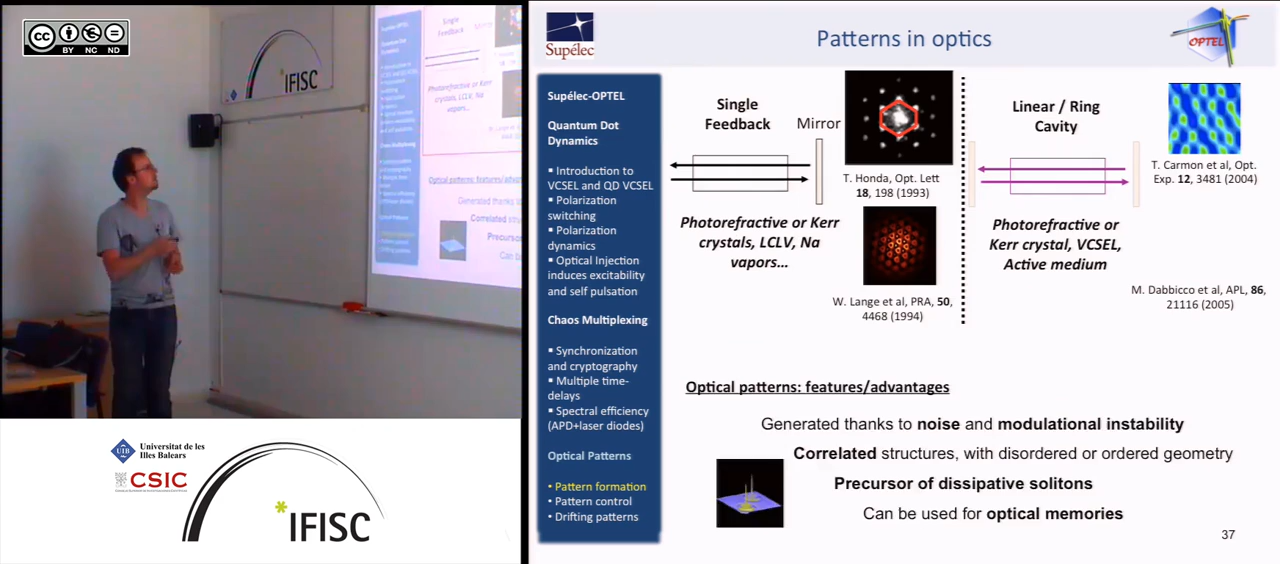 cc
BY NC ND
IFISC
Universitat de les
Illes Balears
UIB
CSIC
IFISC
Supélec
Patterns in optics
OPTEL
Supélec-OPTEL
Quantum Dot
Dynamics
▪ Introduction to
VCSEL and QD VCSEL
▪ Polarization
switching
▪ Polarization
dynamics
▪ Optical Injection
induces excitability
and self pulsation
Chaos Multiplexing
▪ Synchronization
and cryptography
▪ Multiple time-
delays
▪ Spectral efficiency
(APD+laser diodes)
Optical Patterns
• Pattern formation
• Pattern control
• Drifting patterns
Single
Feedback
Mirror
Photorefractive or Kerr
crystals, LCLV, Na
vapors...
T. Honda, Opt. Lett
18, 198 (1993)
W. Lange et al, PRA, 50,
4468 (1994)
Linear / Ring
Cavity
Photorefractive or
Kerr crystal, VCSEL,
Active medium
T. Carmon et al, Opt.
Exp. 12, 3481 (2004)
M. Dabbicco et al, APL, 86,
21116 (2005)
Optical patterns: features/advantages
Generated thanks to noise and modulational instability
Correlated structures, with disordered or ordered geometry
Precursor of dissipative solitons
Can be used for optical memories
37